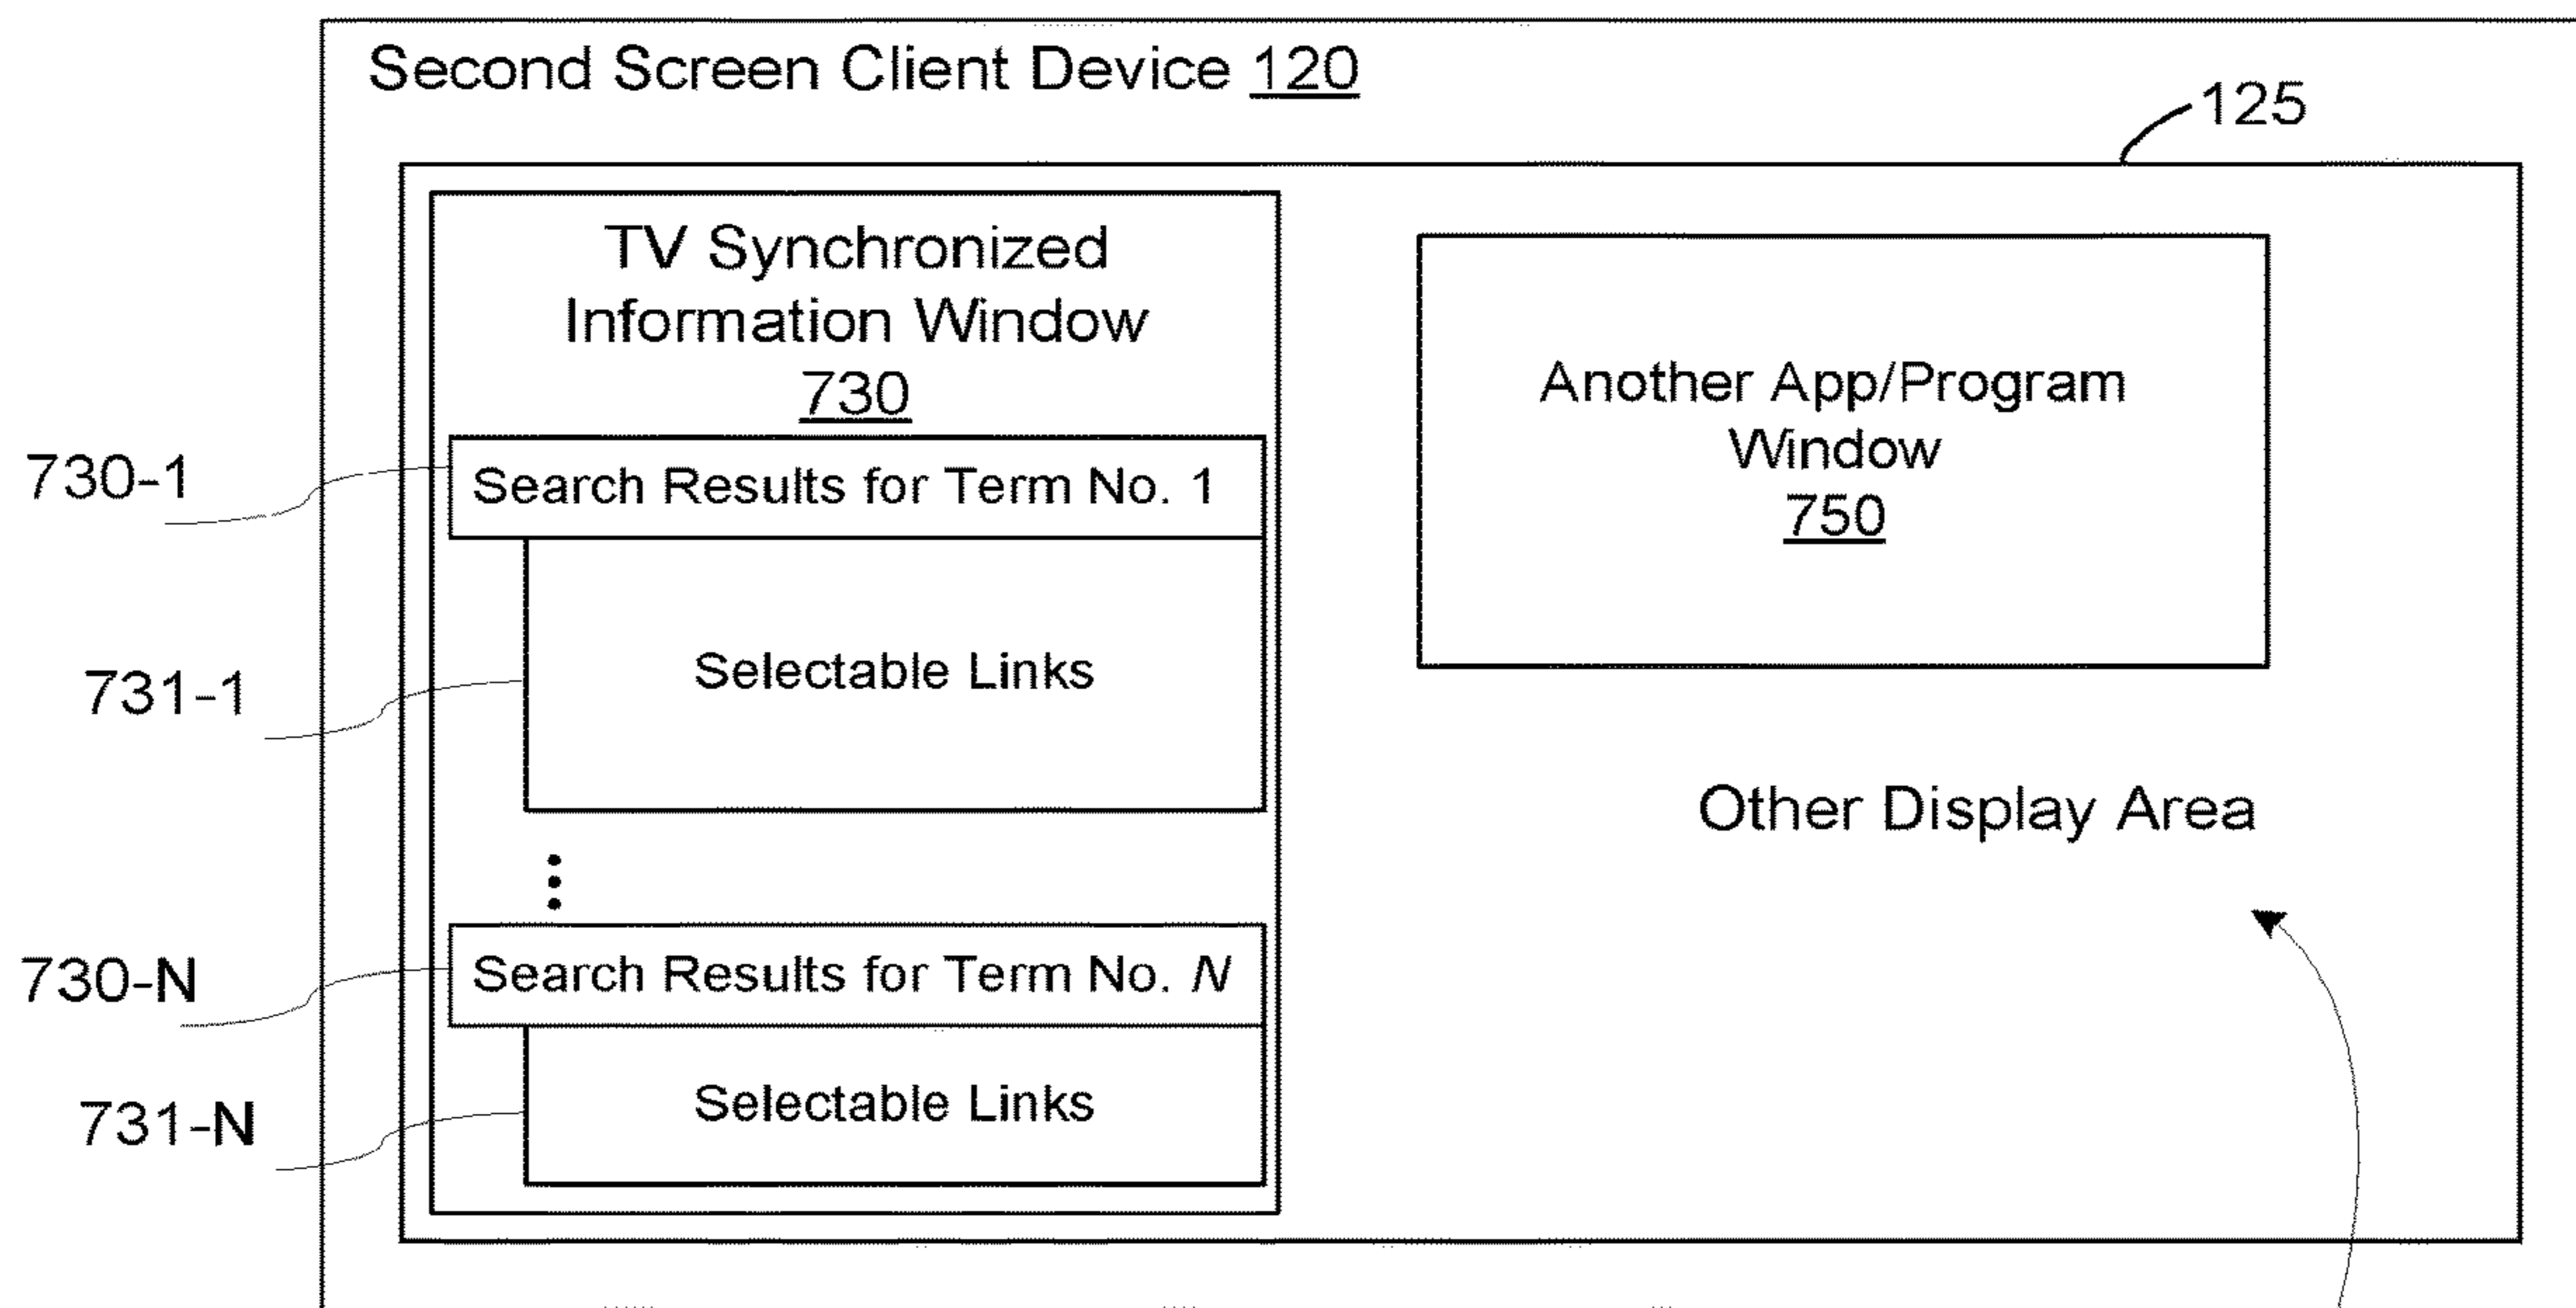 Second Screen Client Device 120
125
TV Synchronized
Information Window
730
730-1
Search Results for Term No. 1
731-1
Selectable Links
730-N
Search Results for Term No. N
731-N
Selectable Links
Another App/Program
Window
750
Other Display Area